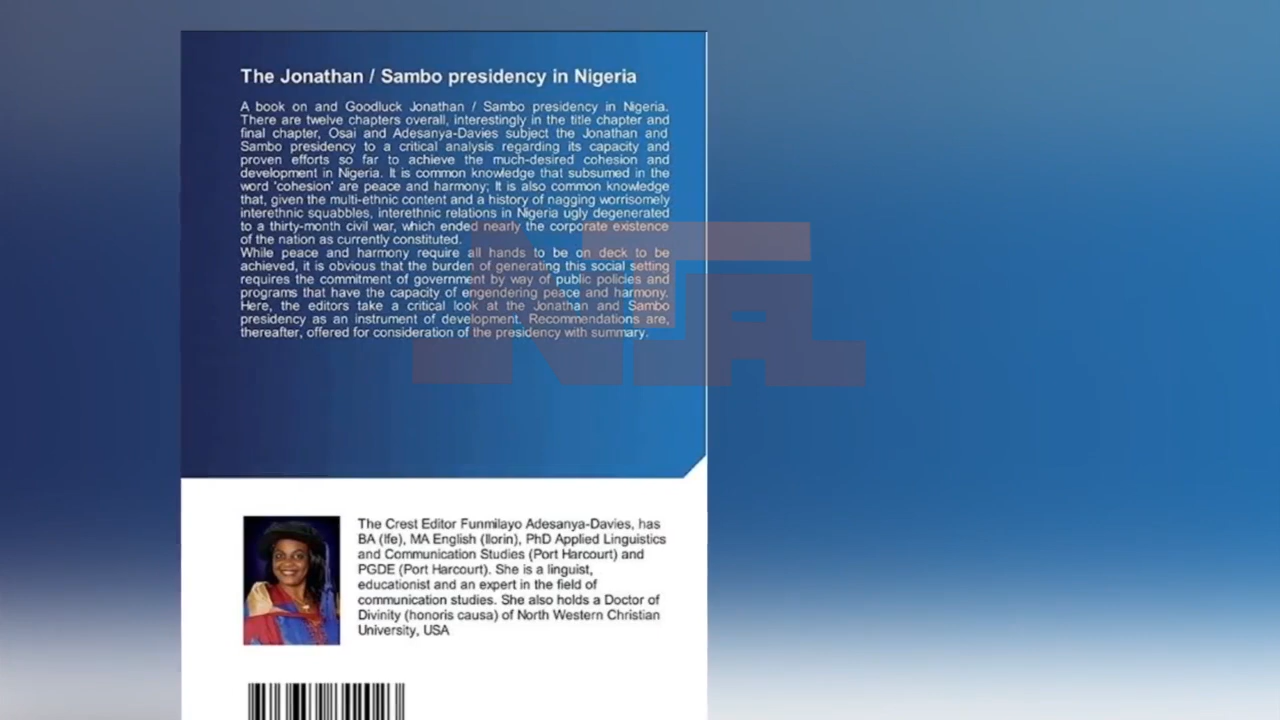 The Jonathan / Sambo presidency in Nigeria
A book on and Goodluck Jonathan / Sambo presidency in Nigeria.
There are twelve chapters overall, interestingly in the title chapter and
final chapter, Osai and Adesanya-Davies subject the Jonathan and
Sambo presidency to a critical analysis regarding its capacity and
proven efforts so far to achieve the much-desired cohesion and
development in Nigeria. It is common knowledge that subsumed in the
word 'cohesion' are peace and harmony; It is also common knowledge
that, given the multi-ethnic content and a history of nagging worrisomely
interethnic squabbles, interethnic relations in Nigeria ugly degenerated
to a thirty-month civil war, which ended nearly the corporate existence
of the nation as currently constituted.
While peace and harmony require all hands to be on deck to be
achieved, it is obvious that the burden of generating this social setting
requires the commitment of government by way of public policies and
programs that have the capacity of engendering peace and harmony.
Here, the editors take a critical look at the Jonathan and Sambo
presidency as an instrument of development. Recommendations are,
thereafter, offered for consideration of the presidency with summary.
NTA
The Crest Editor Funmilayo Adesanya-Davies, has
BA (Ife), MA English (Ilorin), PhD Applied Linguistics
and Communication Studies (Port Harcourt) and
PGDE (Port Harcourt). She is a linguist,
educationist and an expert in the field of
communication studies. She also holds a Doctor of
Divinity (honoris causa) of North Western Christian
University, USA